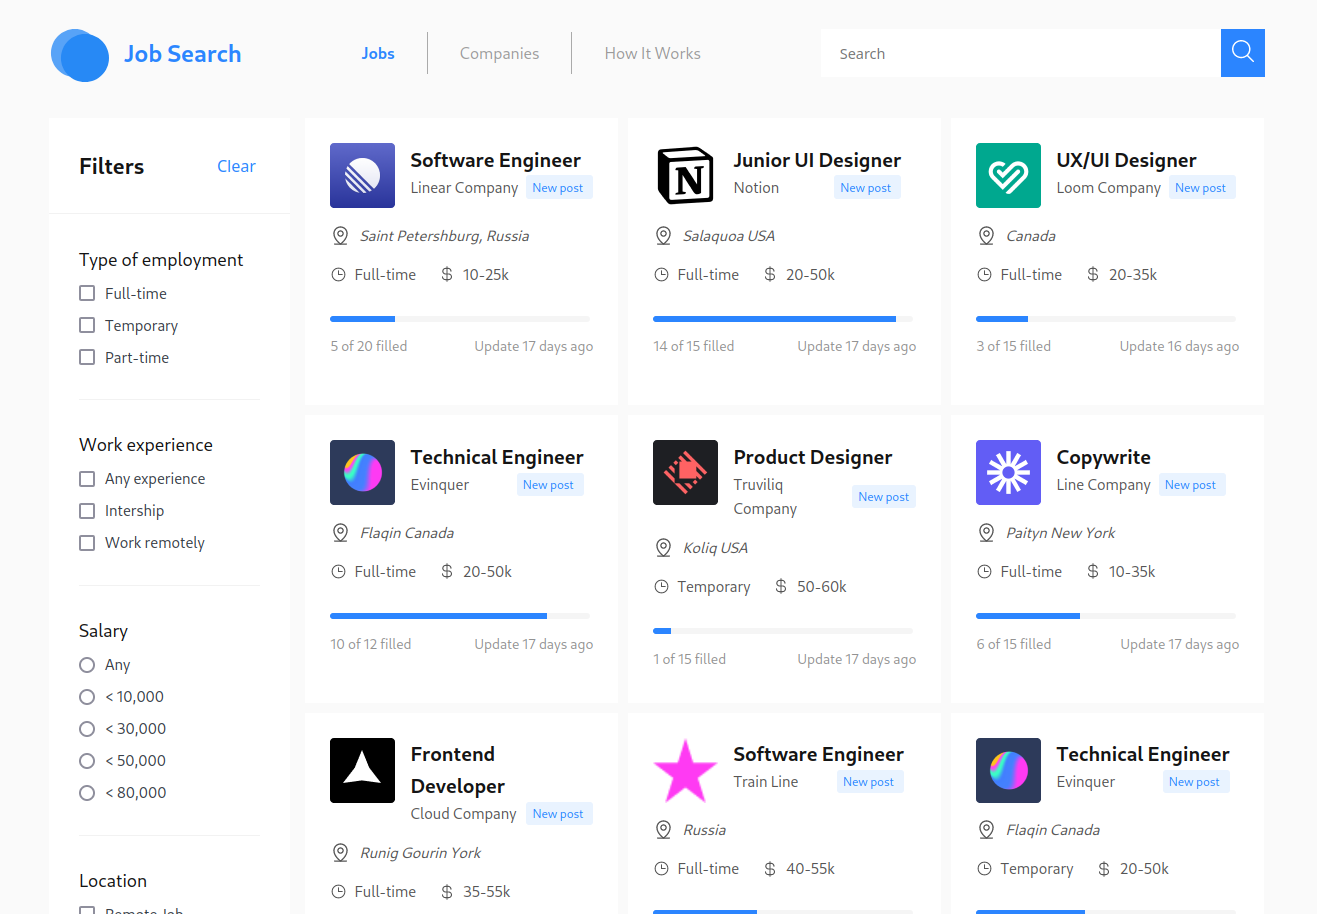 Job Search
Jobs
Companies
How It Works
Search
Filters
Clear
Type of employment
Full-time
Temporary
Part-time
Work experience
Any experience
Intership
Work remotely
Salary
Any
< 10,000
< 30,000
< 50,000
< 80,000
Location
Remote Job
Software Engineer
Linear Company
New post
Saint Petershburg, Russia
Full-time
$ 10-25k
5 of 20 filled
Update 17 days ago
N
Junior UI Designer
Notion
New post
Salaquoa USA
Full-time
$ 20-50k
14 of 15 filled
Update 17 days ago
UX/UI Designer
Loom Company
New post
Canada
Full-time
$ 20-35k
3 of 15 filled
Update 16 days ago
Technical Engineer
Evinquer
New post
Flaqin Canada
Full-time
$ 20-50k
10 of 12 filled
Update 17 days ago
Product Designer
Truviliq
Company
New post
Koliq USA
Temporary
$ 50-60k
1 of 15 filled
Update 17 days ago
Copywrite
Line Company
New post
Paityn New York
Full-time
$ 10-35k
6 of 15 filled
Update 17 days ago
Frontend
Developer
Cloud Company
New post
Runig Gourin York
Full-time
$ 35-55k
Software Engineer
Train Line
New post
Russia
Full-time
$ 40-55k
Technical Engineer
Evinquer
New post
Flaqin Canada
Temporary
$ 20-50k